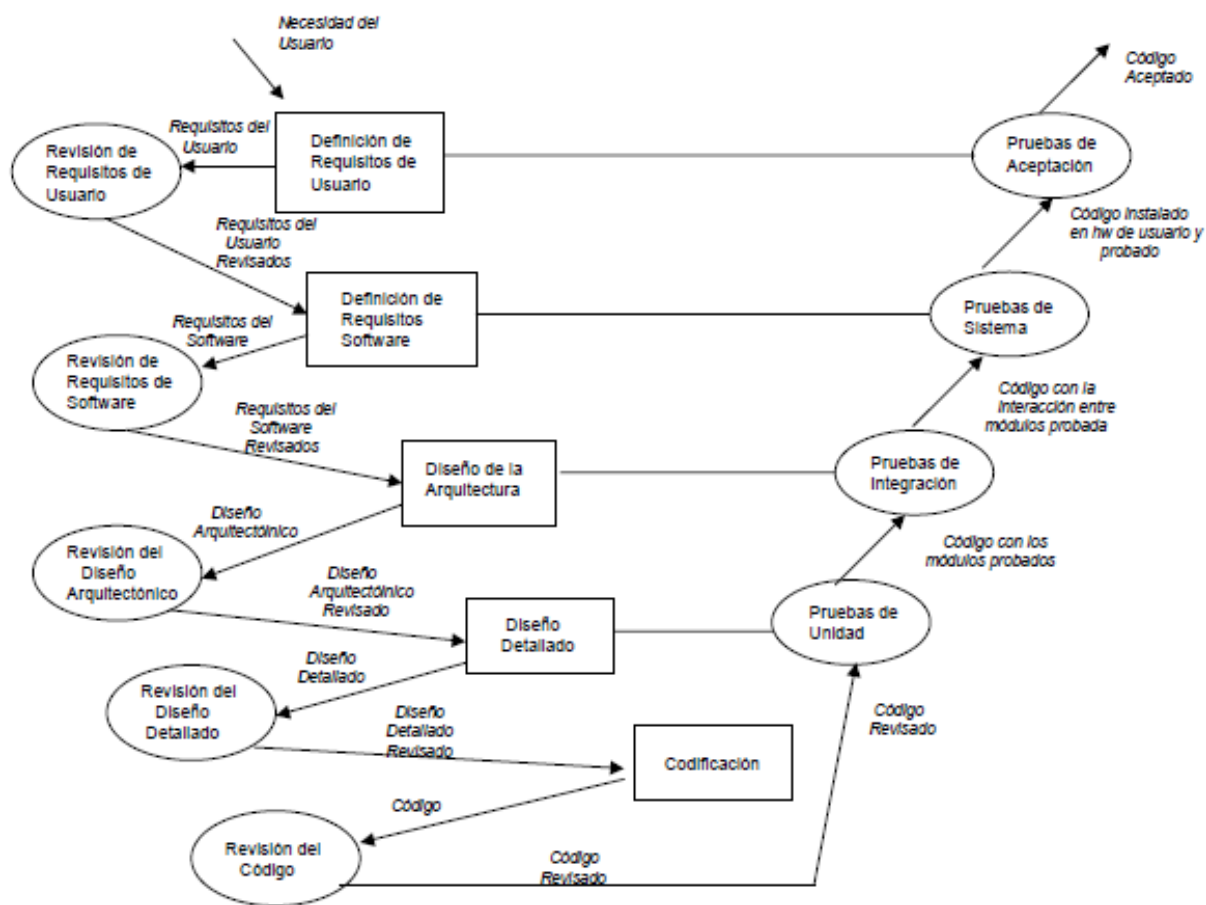 Necesidad del
Usuario
Código
Aceptado
Requisitos del
Usuario
Definición de
Requisitos de
Usuario
Revisión de
Requisitos de
Usuario
Pruebas de
Aceptación
Requisitos del
Usuario
Revisados
Código Instalado
en hw de usuario y
probado
Definición de
Requisitos
Software
Pruebas de
Sistema
Requisitos del
Software
Revisión de
Requisitos de
Software
Código con la
Interacción entre
módulos probada
Requisitos del
Software
Revisados
Diseño de la
Arquitectura
Pruebas de
Integración
Diseño
Arquitectólnico
Revisión del
Diseño
Arquitectónico
Código con los
módulos probados
Diseño
Arquitectólnico
Revisado
Diseño
Detallado
Pruebas de
Unidad
Diseño
Detallado
Revisión del
Diseño
Detallado
Diseño
Detallado
Revisado
Código
Revisado
Codificación
Código
Revisión del
Código
Código
Revisado